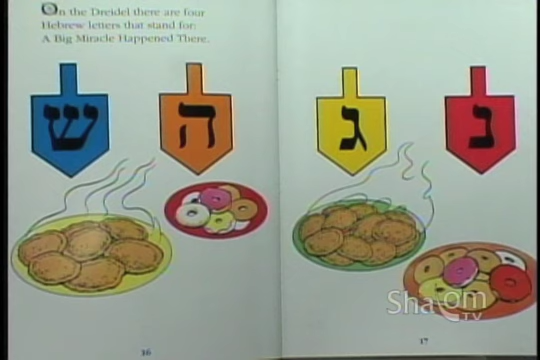 On the Dreidel there are four
Hebrew letters that stand for:
A Big Miracle Happened There.
ש ה ג נ
16
17
Shalom TV